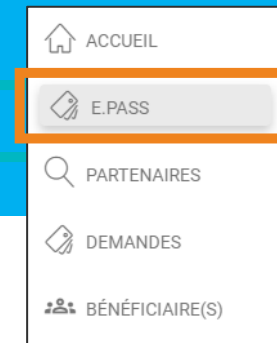 ACCUEIL
E.PASS
PARTENAIRES
DEMANDES
BÉNÉFICIAIRE(S)